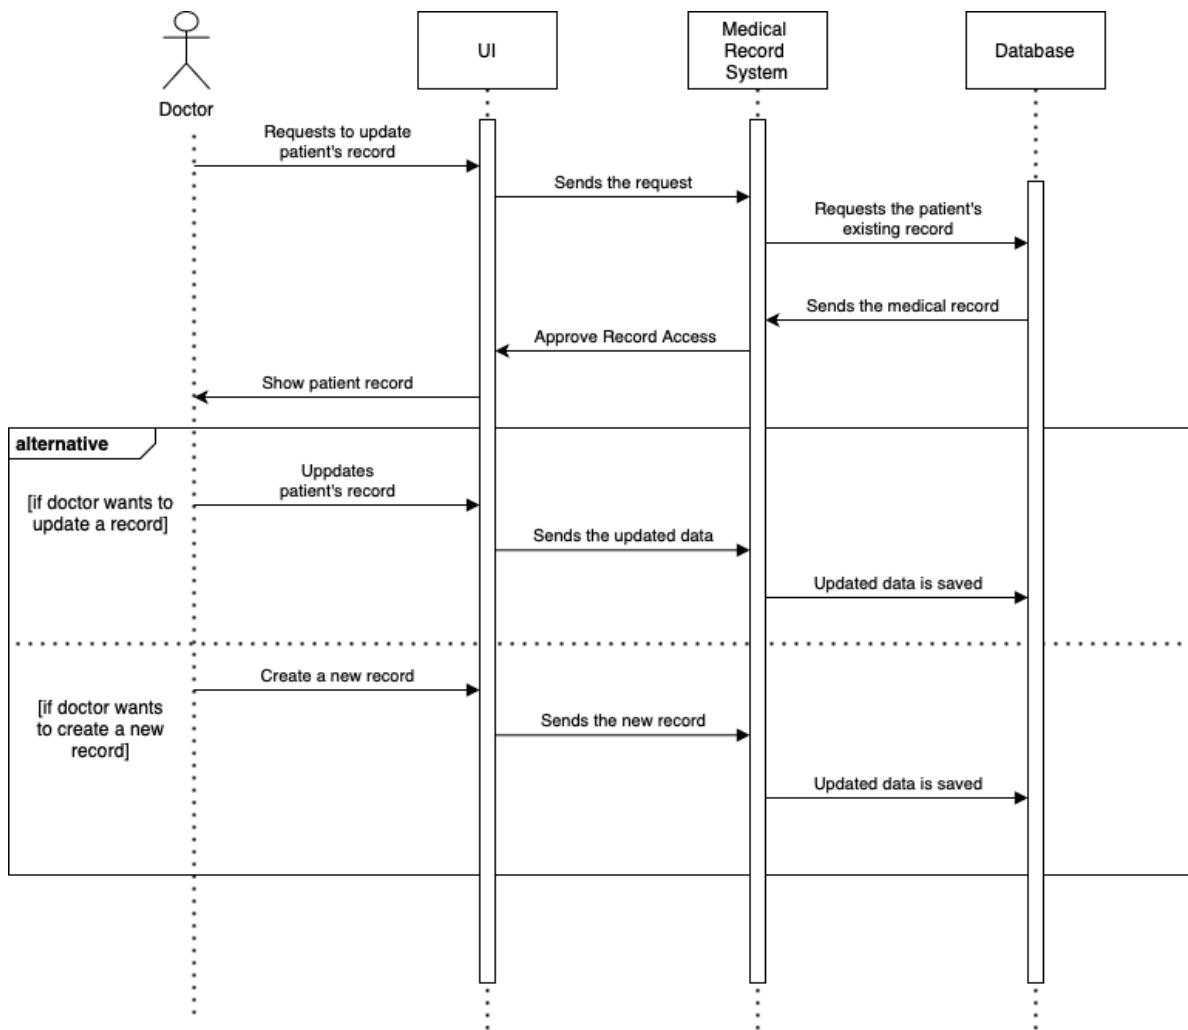 UI
Medical
Record
System
Database
Doctor
Requests to update
patient's record
Sends the request
Requests the patient's
existing record
Sends the medical record
Approve Record Access
Show patient record
alternative
[if doctor wants to
update a record]
Uppdates
patient's record
Sends the updated data
Updated data is saved
[if doctor wants
to create a new
record]
Create a new record
Sends the new record
Updated data is saved